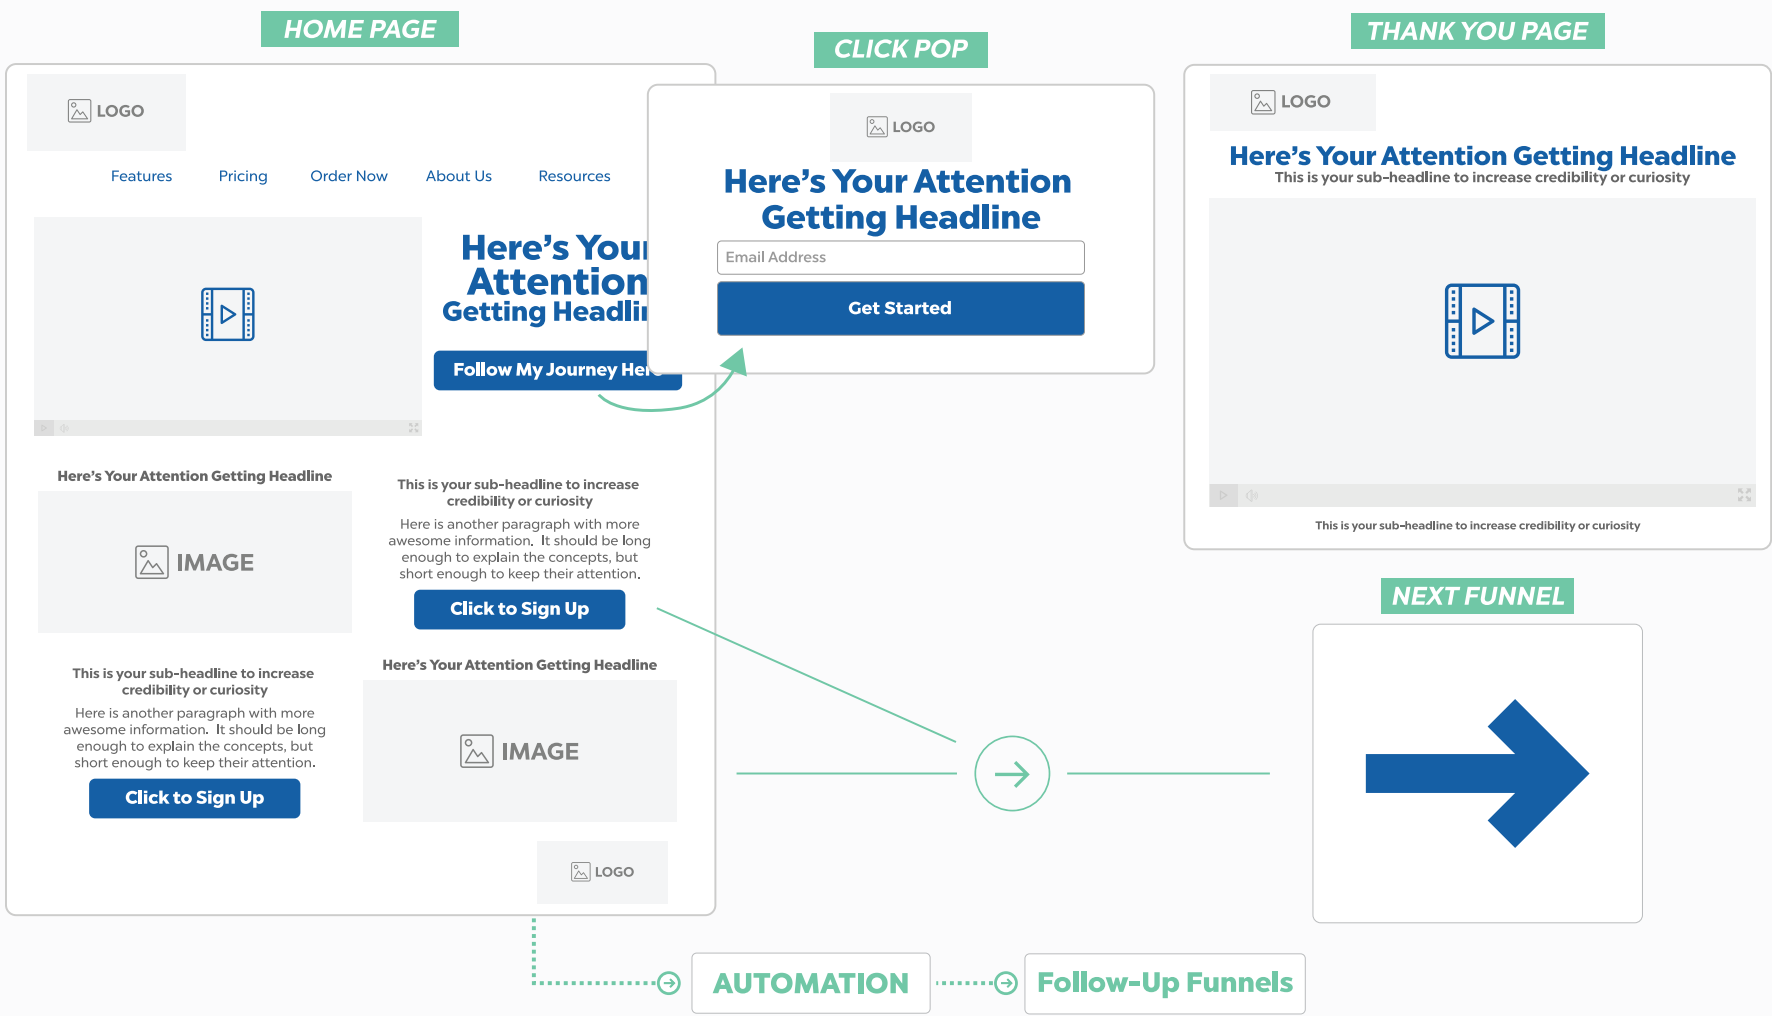 HOME PAGE
LOGO
Features Pricing Order Now About Us Resources
Here's You
Attention
Getting Headli
Follow My Journey Her
Here's Your Attention Getting Headline
IMAGE
This is your sub-headline to increase
credibility or curiosity
Here is another paragraph with more
awesome information. It should be long
enough to explain the concepts, but
short enough to keep their attention.
Click to Sign Up
This is your sub-headline to increase
credibility or curiosity
Here is another paragraph with more
awesome information. It should be long
enough to explain the concepts, but
short enough to keep their attention.
Click to Sign Up
Here's Your Attention Getting Headline
IMAGE
LOGO
CLICK POP
LOGO
Here's Your Attention
Getting Headline
Email Address
Get Started
THANK YOU PAGE
LOGO
Here's Your Attention Getting Headline
This is your sub-headline to increase credibility or curiosity
This is your sub-headline to increase credibility or curiosity
NEXT FUNNEL
AUTOMATION
Follow-Up Funnels